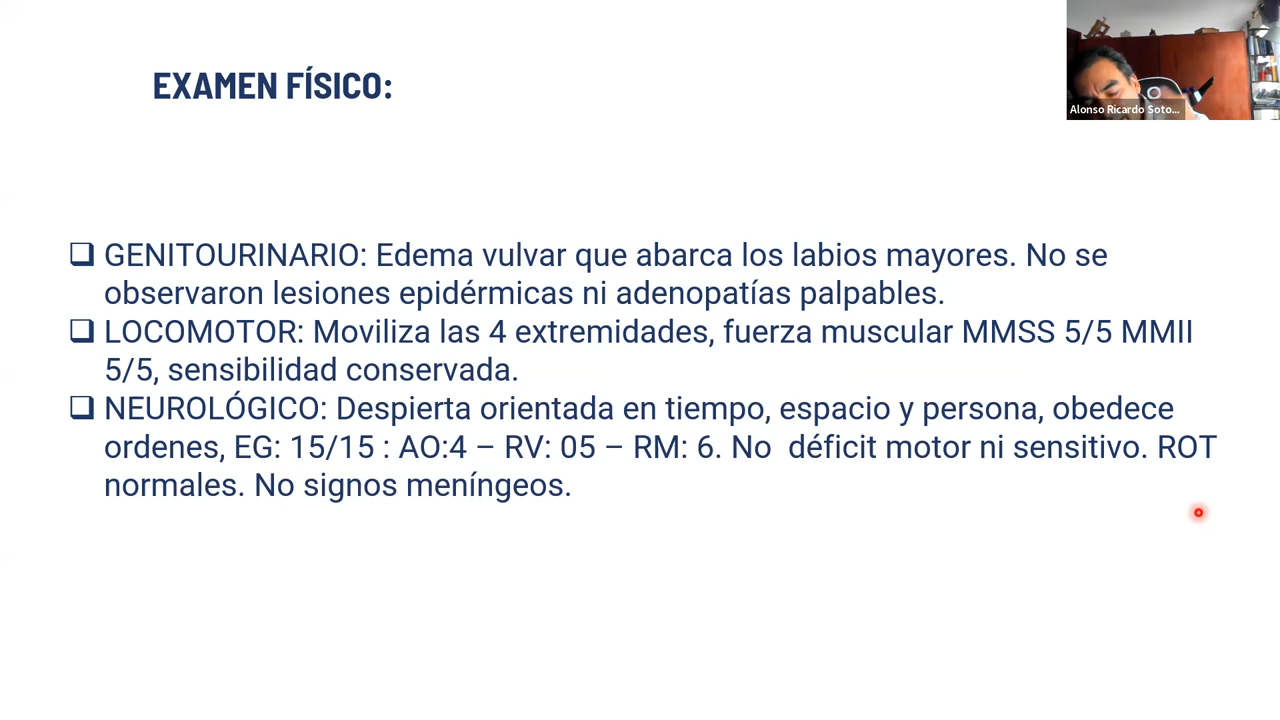 EXAMEN FÍSICO:
Alonso Ricardo Soto...
❑ GENITOURINARIO: Edema vulvar que abarca los labios mayores. No se
observaron lesiones epidérmicas ni adenopatías palpables.
❑ LOCOMOTOR: Moviliza las 4 extremidades, fuerza muscular MMSS 5/5 MMII
5/5, sensibilidad conservada.
❑ NEUROLÓGICO: Despierta orientada en tiempo, espacio y persona, obedece
ordenes, EG: 15/15 : AO:4 – RV: 05 – RM: 6. No  déficit motor ni sensitivo. ROT
normales. No signos meníngeos.